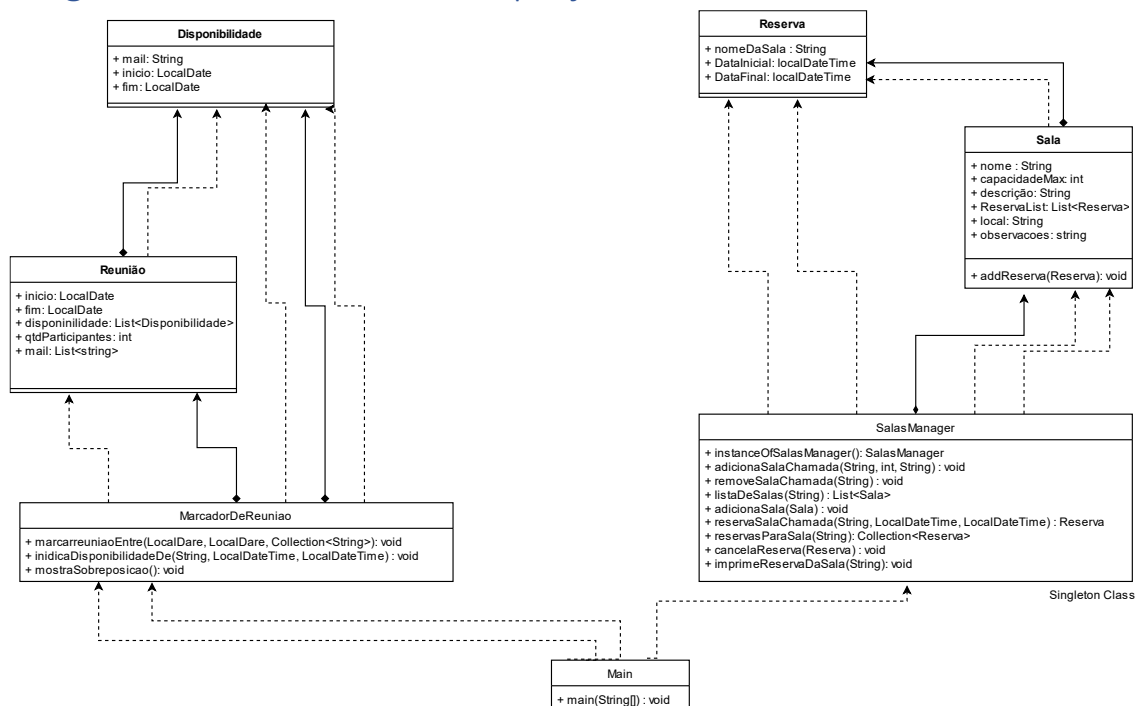 Disponibilidade
+ mail: String
+ inicio: LocalDate
+ fim: LocalDate
Reserva
+ nomeDaSala : String
+ DataInicial: localDateTime
+ DataFinal: localDateTime
Sala
+ nome : String
+ capacidadeMax: int
+ descrição: String
+ ReservaList: List<Reserva>
+ local: String
+ observacoes: string
+ addReserva(Reserva): void
Reunião
+ inicio: LocalDate
+ fim: LocalDate
+ disponinilidade: List<Disponibilidade>
+ qtdParticipantes: int
+ mail: List<string>
MarcadorDeReuniao
+ marcarreuniaoEntre(LocalDare, LocalDare, Collection<String>): void
+ inidicaDisponibilidadeDe(String, LocalDateTime, LocalDateTime) : void
+ mostraSobreposicao(): void
SalasManager
+ instanceOfSalasManager(): SalasManager
+ adicionaSalaChamada(String, int, String) : void
+ removeSalaChamada(String) : void
+ listaDeSalas(String) : List<Sala>
+ adicionaSala(Sala) : void
+ reservaSalaChamada(String, LocalDateTime, LocalDateTime) : Reserva
+ reservasParaSala(String): Collection<Reserva>
+ cancelaReserva(Reserva) : void
+ imprimeReservaDaSala(String): void
Singleton Class
Main
+ main(String[]) : void